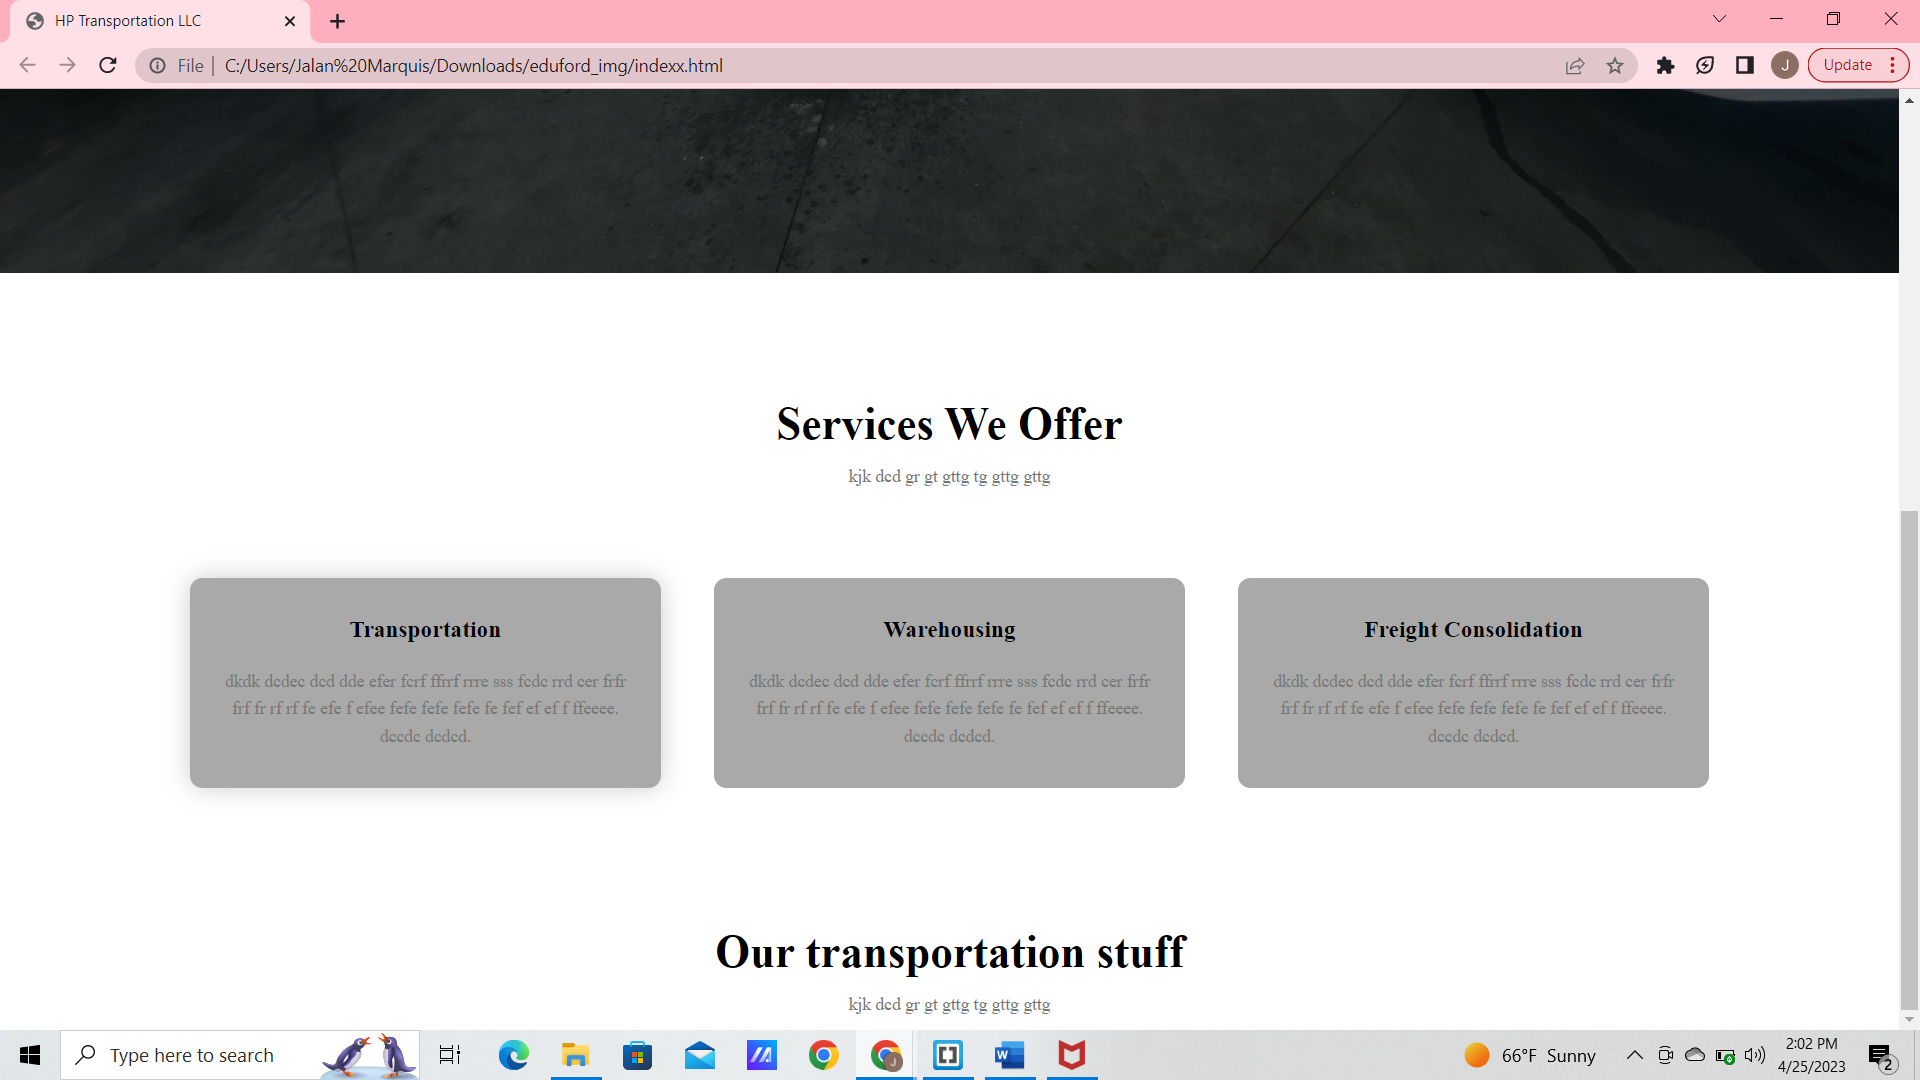 HP Transportation LLC
File
C:/Users/Jalan%20Marquis/Downloads/eduford_img/indexx.html
J
Update
Services We Offer
kjk dcd gr gt gttg tg gttg gttg
Transportation
dkdk dcdec dcd dde efer fcrf ffrrf rrre sss fcdc rrd cer frfr
frf fr rf rf fe efe f efee fefe fefe fefe fe fef ef ef f ffeeee.
dccdc dcdcd.
Warehousing
dkdk dcdec dcd dde efer fcrf ffrrf rrre sss fcdc rrd cer frfr
frf fr rf rf fe efe f efee fefe fefe fefe fe fef ef ef f ffeeee.
dccdc dcdcd.
Freight Consolidation
dkdk dcdec dcd dde efer fcrf ffrrf rrre sss fcdc rrd cer frfr
frf fr rf rf fe efe f efee fefe fefe fefe fe fef ef ef f ffeeee.
dccdc dcdcd.
Our transportation stuff
kjk dcd gr gt gttg tg gttg gttg
Type here to search
J
W
66°F Sunny
2:02 PM
4/25/2023
2